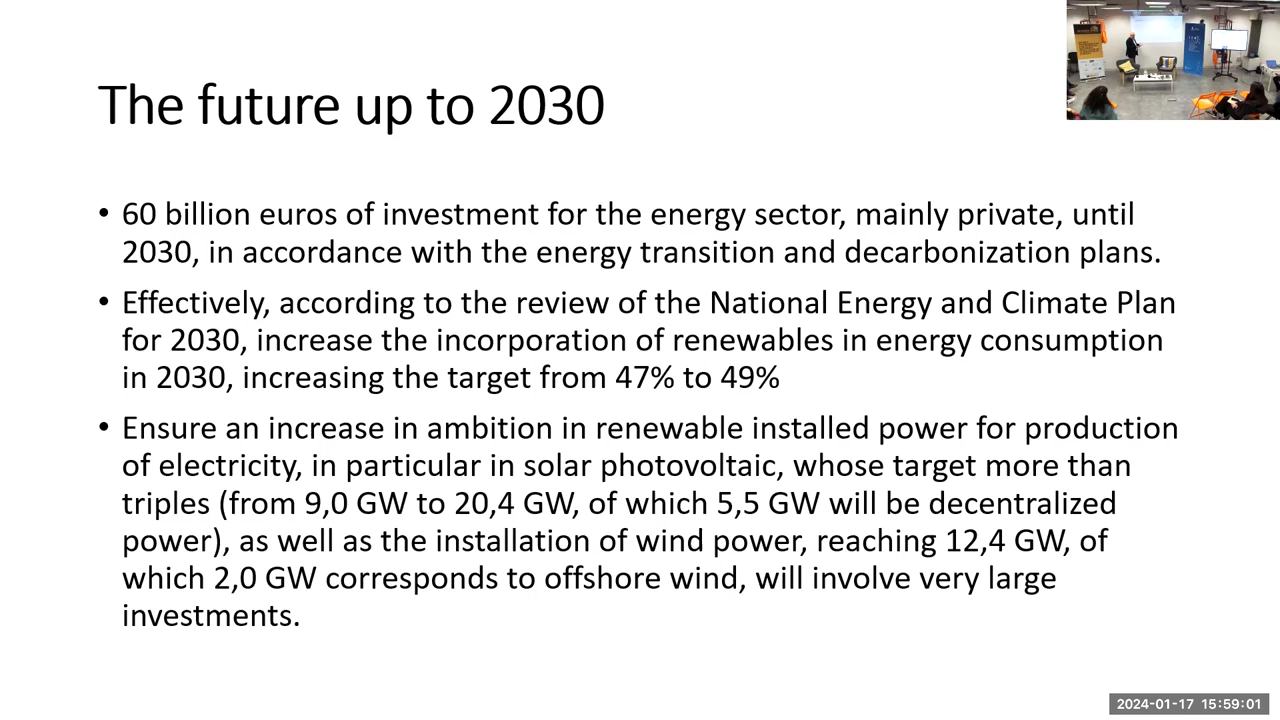 The future up to 2030
• 60 billion euros of investment for the energy sector, mainly private, until
2030, in accordance with the energy transition and decarbonization plans.
• Effectively, according to the review of the National Energy and Climate Plan
for 2030, increase the incorporation of renewables in energy consumption
in 2030, increasing the target from 47% to 49%
• Ensure an increase in ambition in renewable installed power for production
of electricity, in particular in solar photovoltaic, whose target more than
triples (from 9,0 GW to 20,4 GW, of which 5,5 GW will be decentralized
power), as well as the installation of wind power, reaching 12,4 GW, of
which 2,0 GW corresponds to offshore wind, will involve very large
investments.
2024-01-17 15:59:01